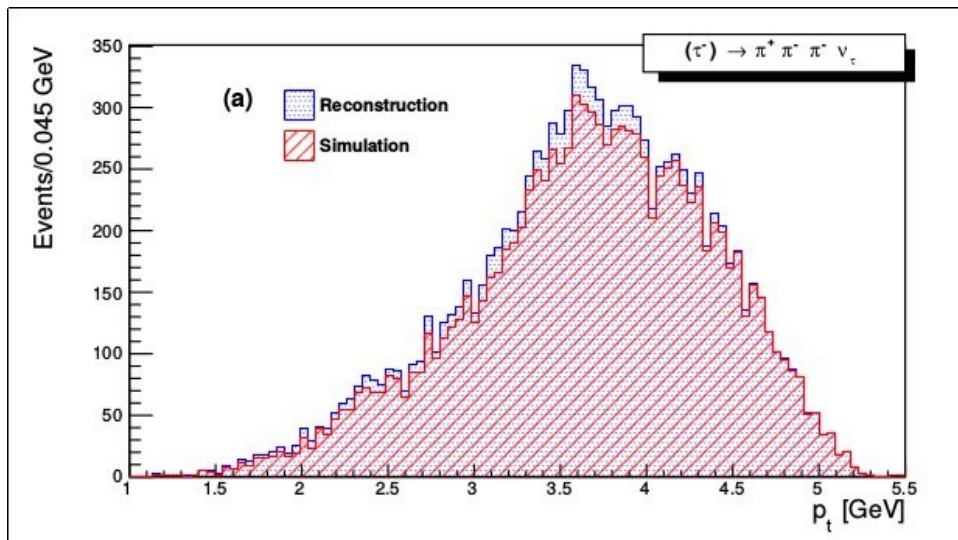 (τ⁻) → π⁺ π⁻ π⁻ ν_τ
(a)
Reconstruction
Simulation
Events/0.045 GeV
350
300
250
200
150
100
50
0
1 1.5 2 2.5 3 3.5 4 4.5 5 5.5
p_t [GeV]